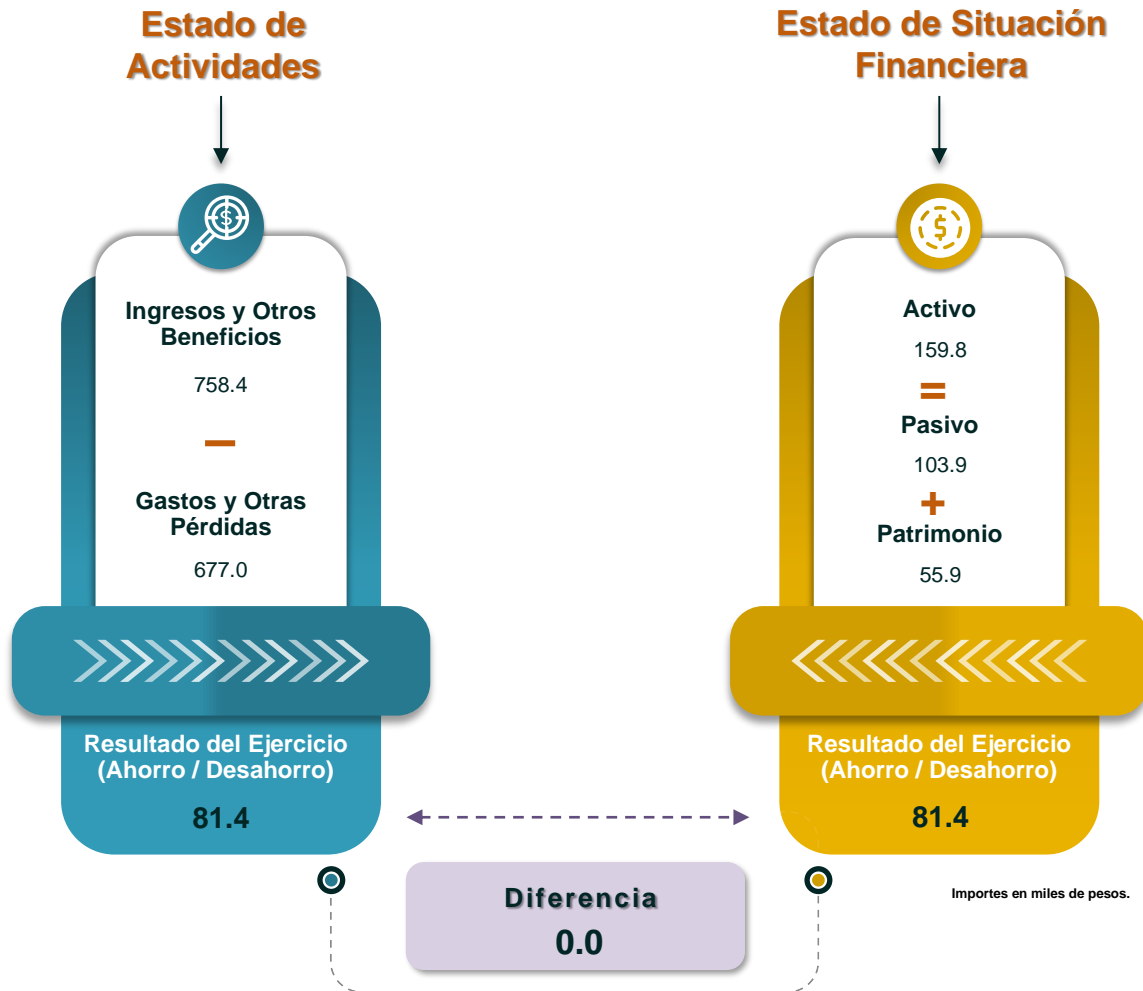 Estado de
Actividades
Ingresos y Otros
Beneficios
758.4
–
Gastos y Otras
Pérdidas
677.0
Resultado del Ejercicio
(Ahorro / Desahorro)
81.4
Estado de Situación
Financiera
Activo
159.8
=
Pasivo
103.9
+
Patrimonio
55.9
Resultado del Ejercicio
(Ahorro / Desahorro)
81.4
Diferencia
0.0
Importes en miles de pesos.